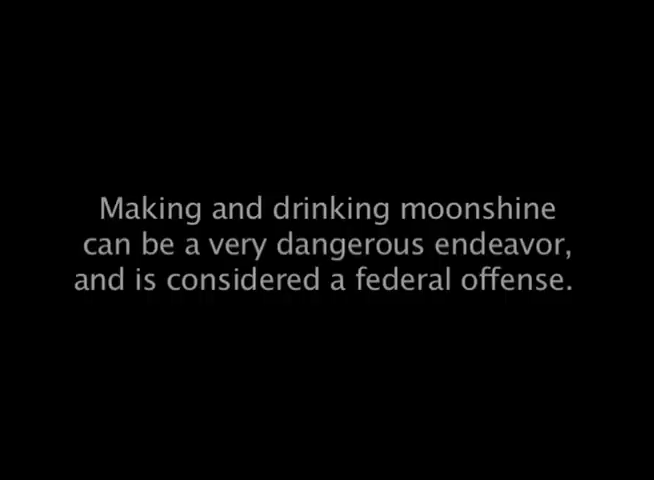 Making and drinking moonshine
can be a very dangerous endeavor,
and is considered a federal offense.